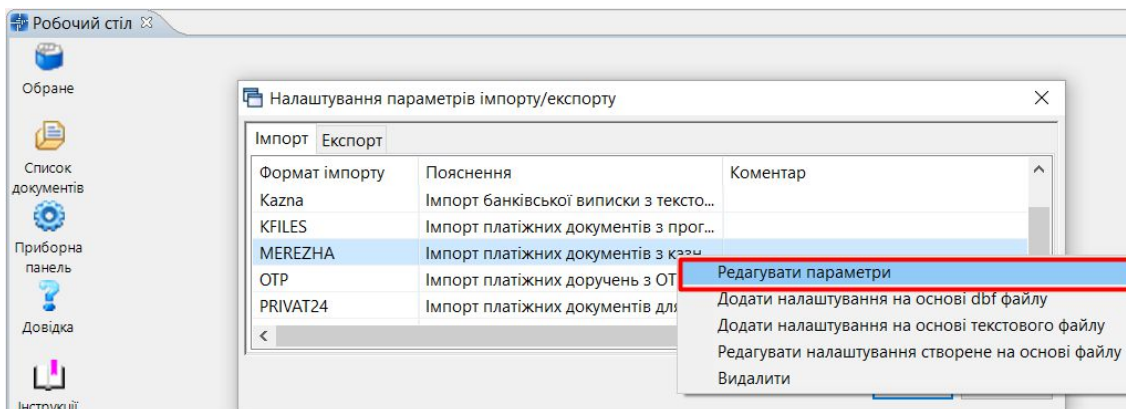 Робочий стіл
Обране
Список
документів
Приборна
панель
Довідка
Інструкції
Налаштування параметрів імпорту/експорту
Імпорт Експорт
Формат імпорту Пояснення Коментар
Kazna Імпорт банківської виписки з тексто...
KFILES Імпорт платіжних документів з прог...
MEREZHA Імпорт платіжних документів з казн
OTP Імпорт платіжних доручень з ОТ
PRIVAT24 Імпорт платіжних документів для
Редагувати параметри
Додати налаштування на основі dbf файлу
Додати налаштування на основі текстового файлу
Редагувати налаштування створене на основі файлу
Видалити